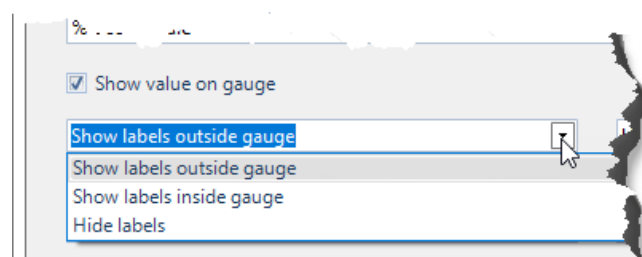 %
Show value on gauge
Show labels outside gauge
Show labels outside gauge
Show labels inside gauge
Hide labels